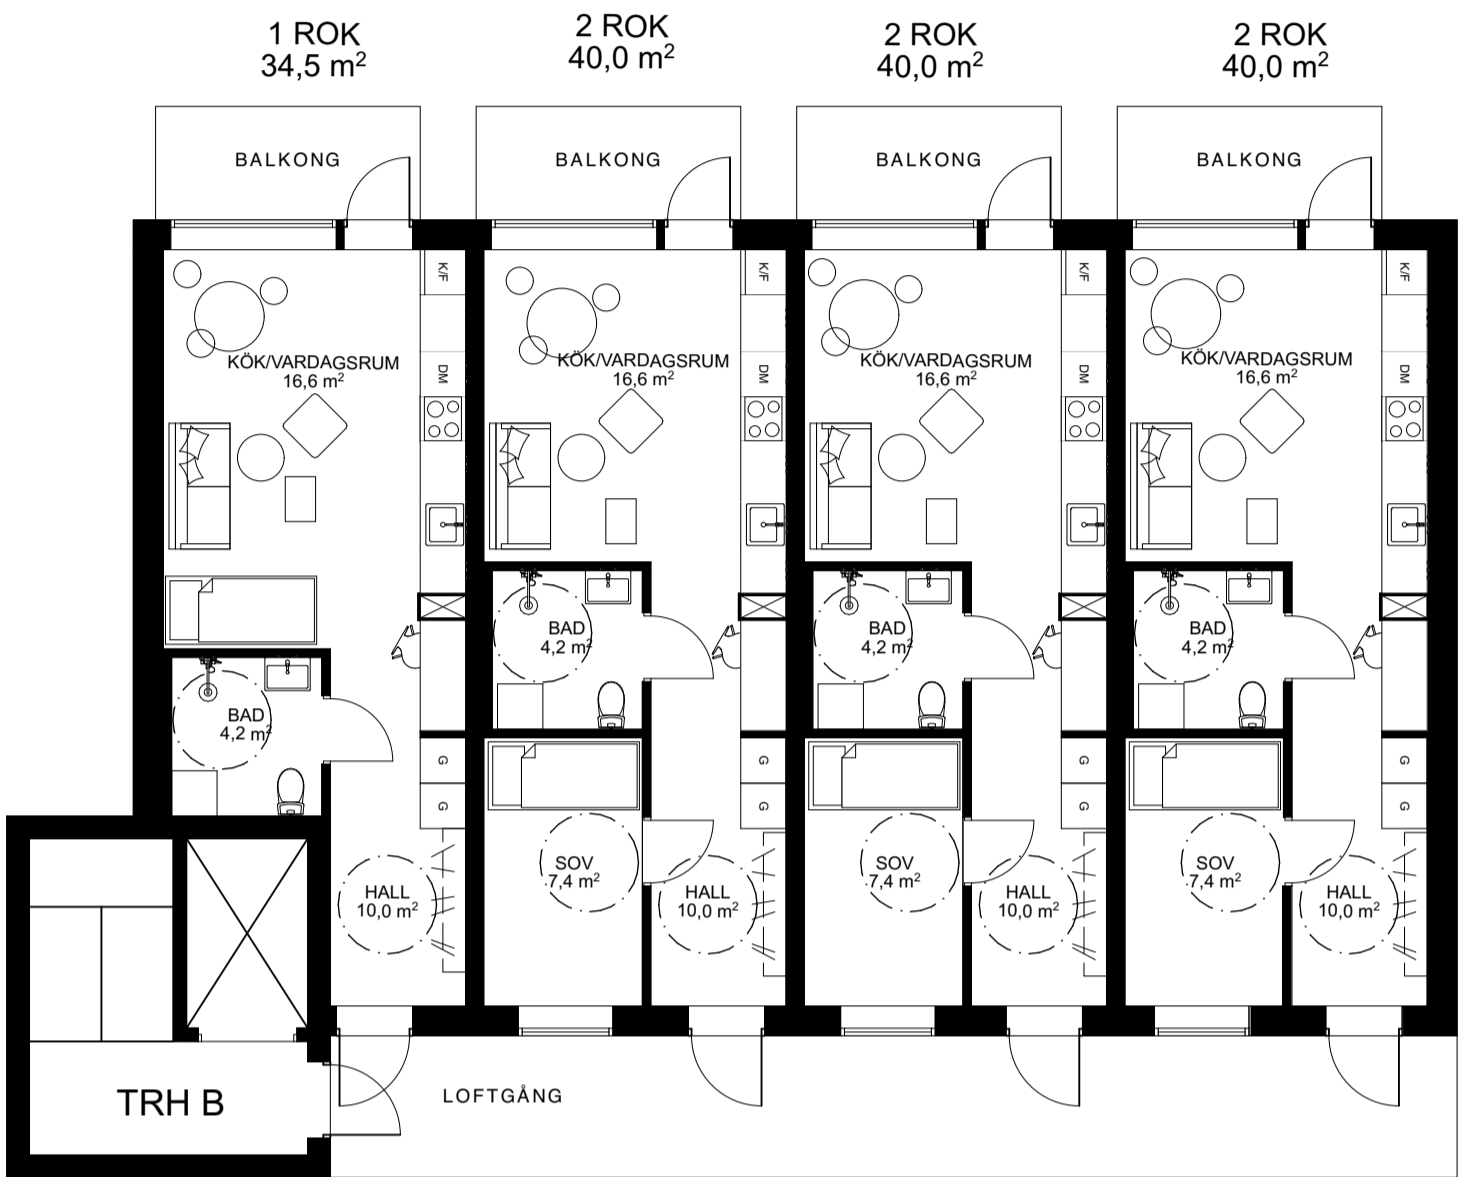 1 ROK
34,5 m²
2 ROK
40,0 m²
2 ROK
40,0 m²
2 ROK
40,0 m²
BALKONG
BALKONG
BALKONG
BALKONG
K/F
K/F
K/F
K/F
KÖK/VARDAGSRUM
16,6 m²
DM
KÖK/VARDAGSRUM
16,6 m²
DM
KÖK/VARDAGSRUM
16,6 m²
DM
KÖK/VARDAGSRUM
16,6 m²
DM
BAD
4,2 m²
BAD
4,2 m²
BAD
4,2 m²
BAD
4,2 m²
G
G
G
G
G
G
G
G
HALL
10,0 m²
SOV
7,4 m²
HALL
10,0 m²
SOV
7,4 m²
HALL
10,0 m²
SOV
7,4 m²
HALL
10,0 m²
TRH B
LOFTGÅNG